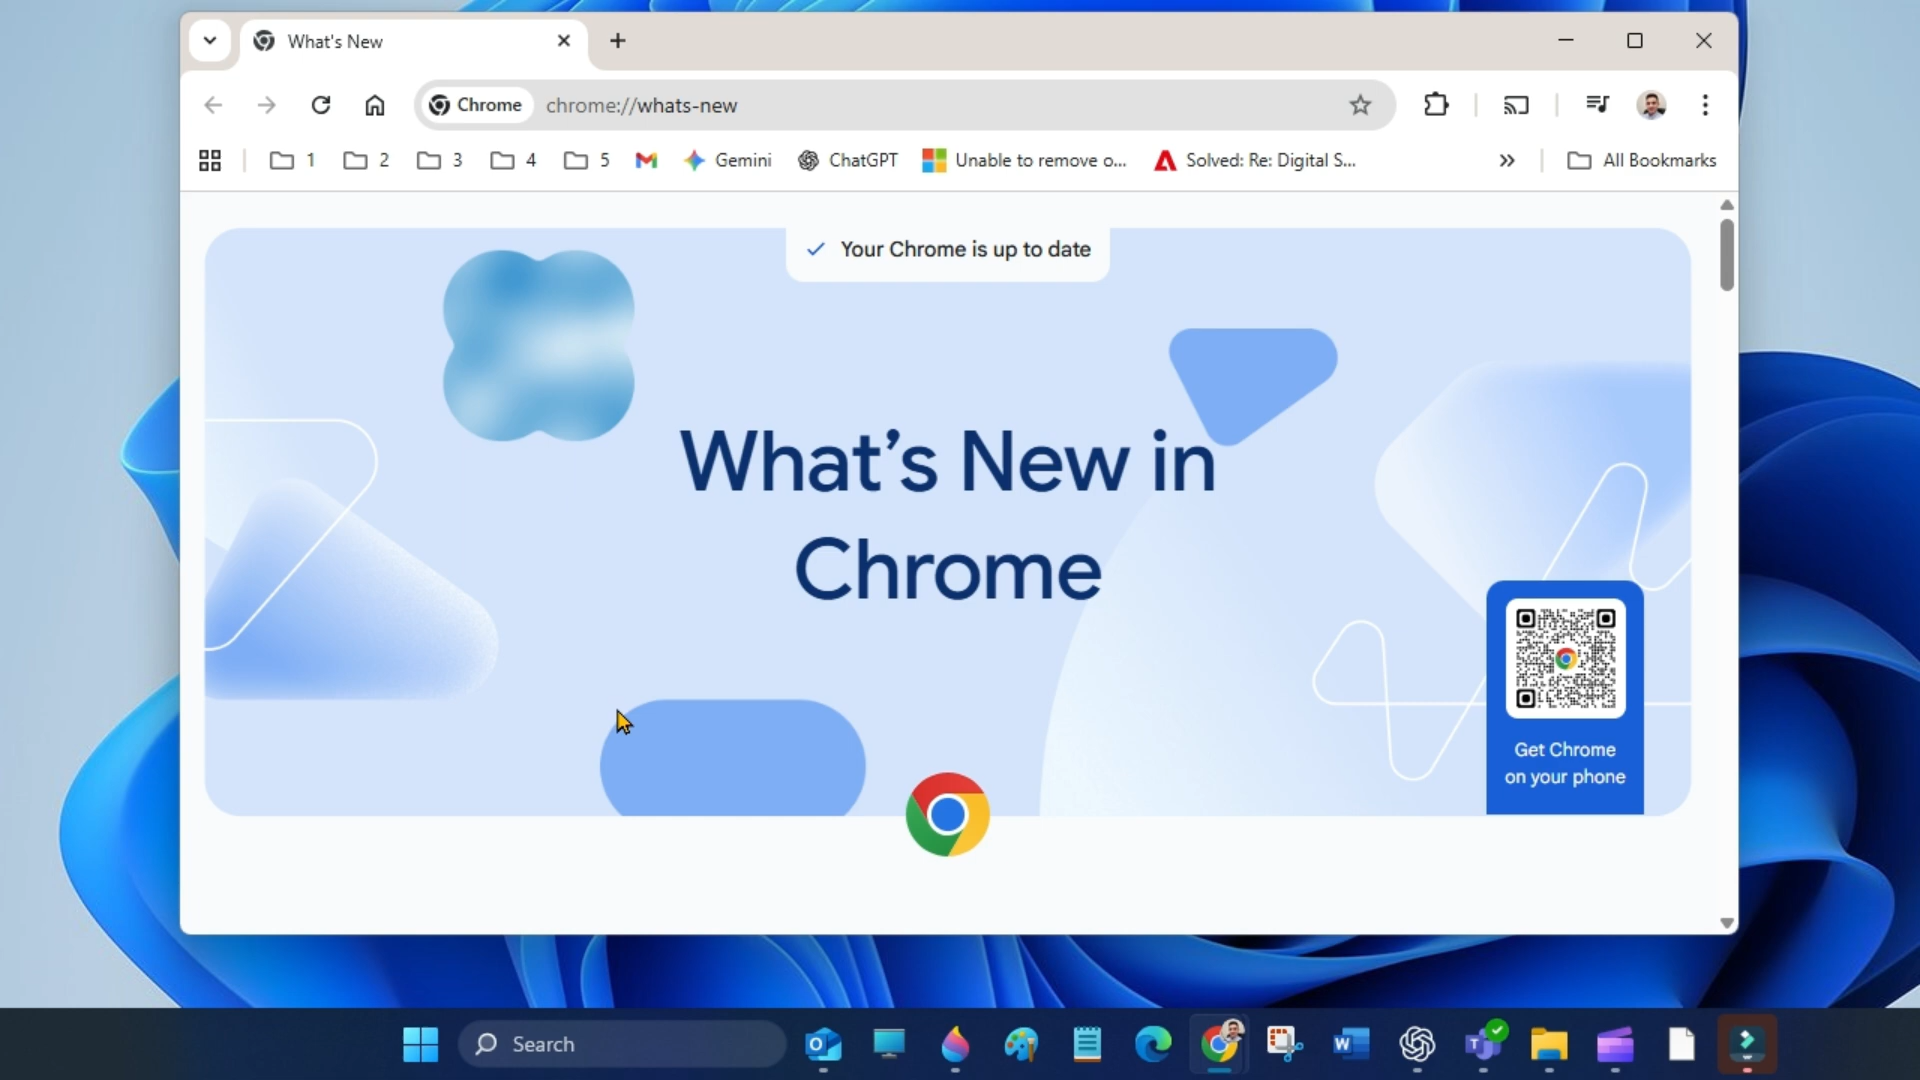 What's New
Chrome chrome://whats-new
1 2 3 4 5 Gemini ChatGPT Unable to remove o... Solved: Re: Digital S... All Bookmarks
Your Chrome is up to date
What’s New in
Chrome
Get Chrome
on your phone
Search